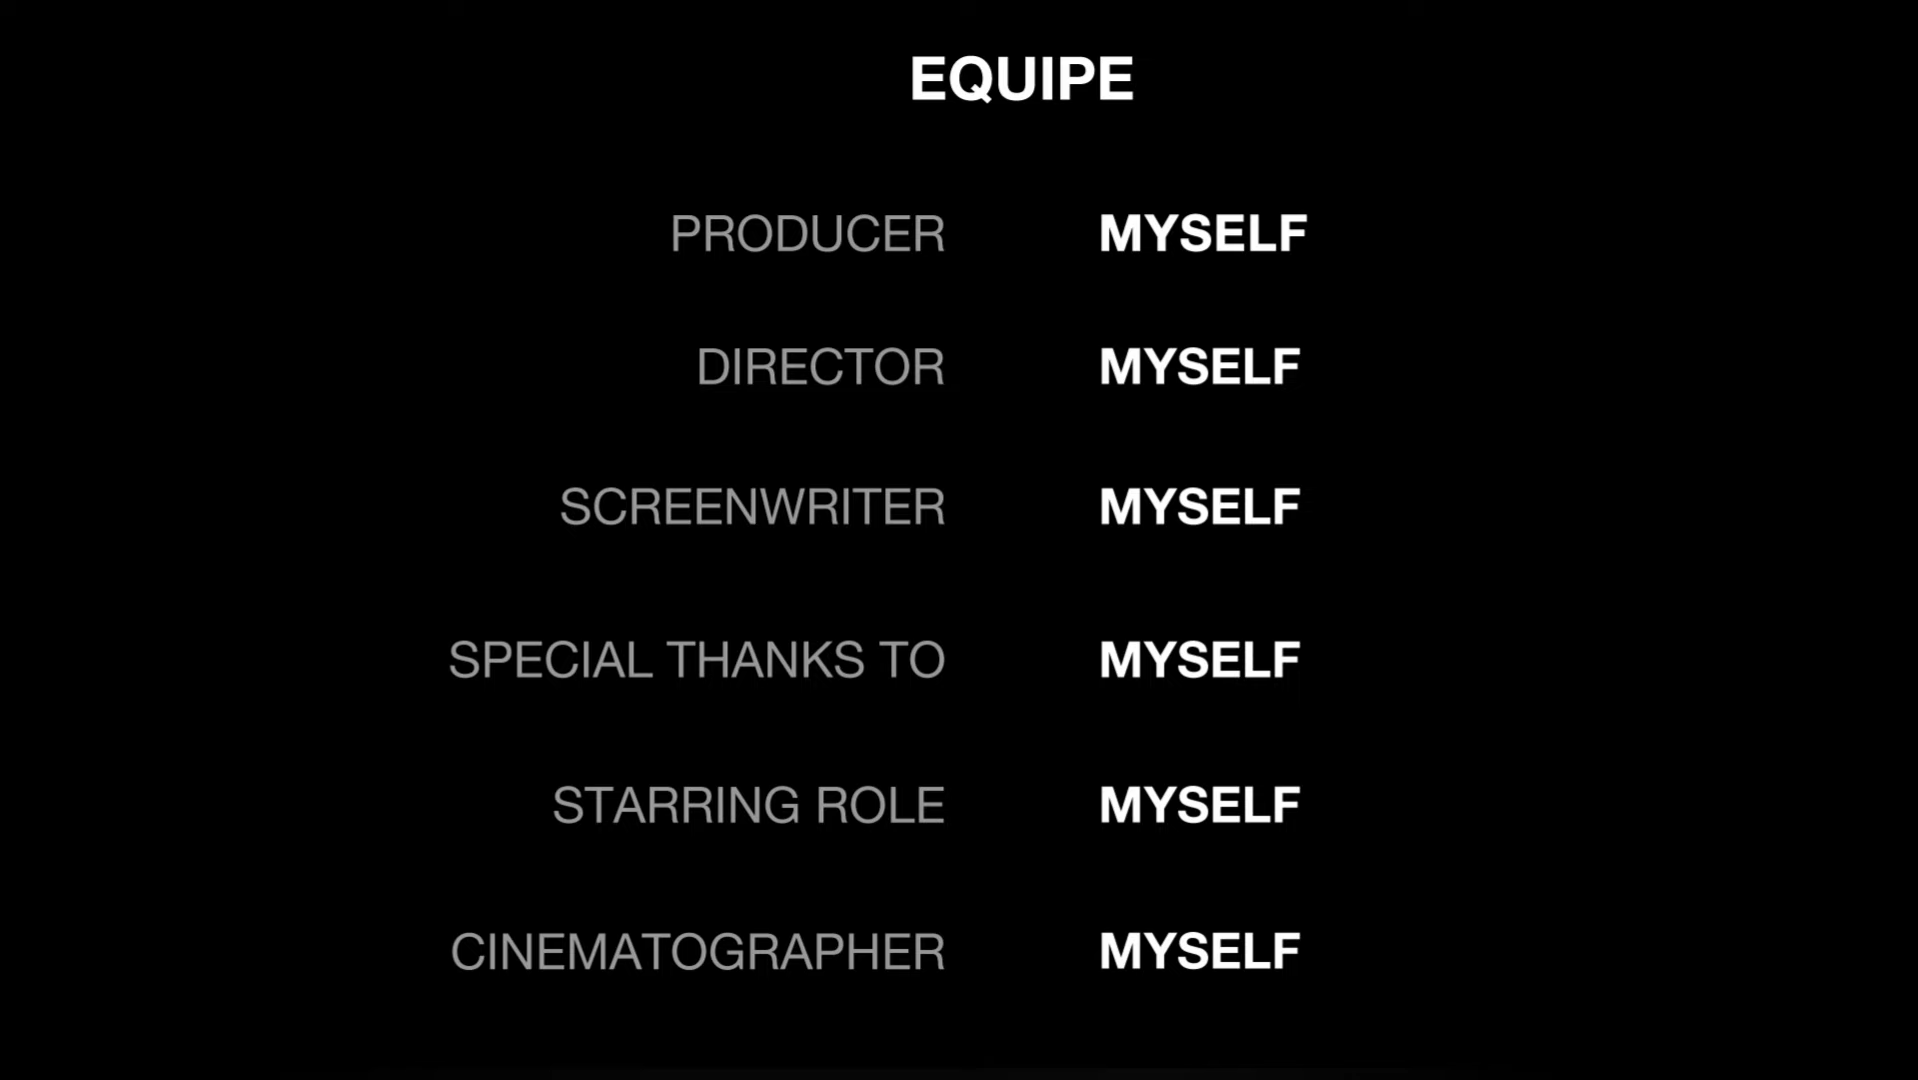 EQUIPE
PRODUCER MYSELF
DIRECTOR MYSELF
SCREENWRITER MYSELF
SPECIAL THANKS TO MYSELF
STARRING ROLE MYSELF
CINEMATOGRAPHER MYSELF